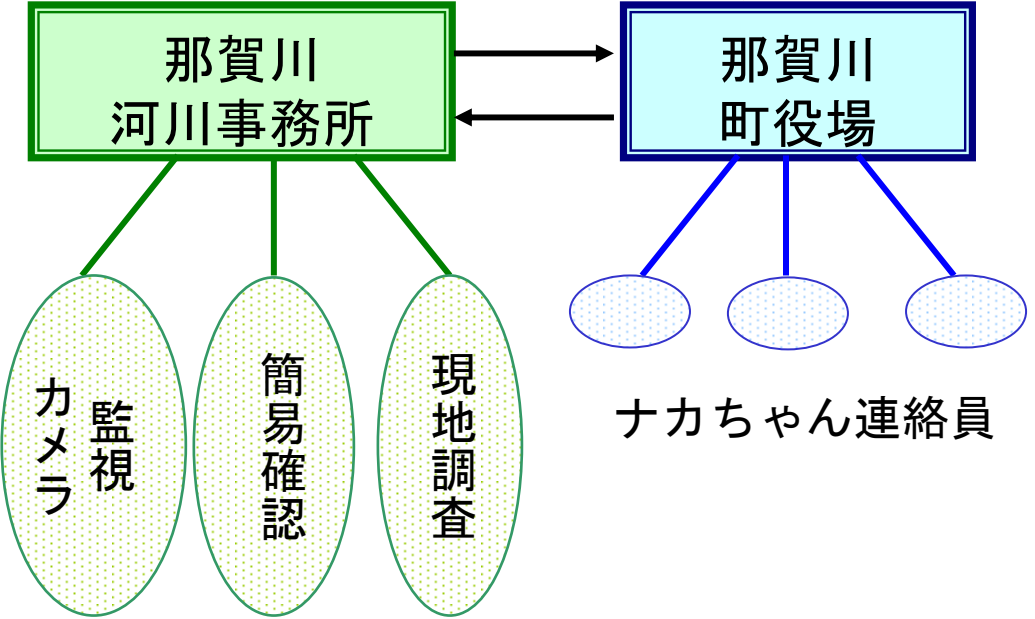 那賀川
河川事務所
那賀川
町役場
監視
カメラ
簡易確認
現地調査
ナカちゃん連絡員